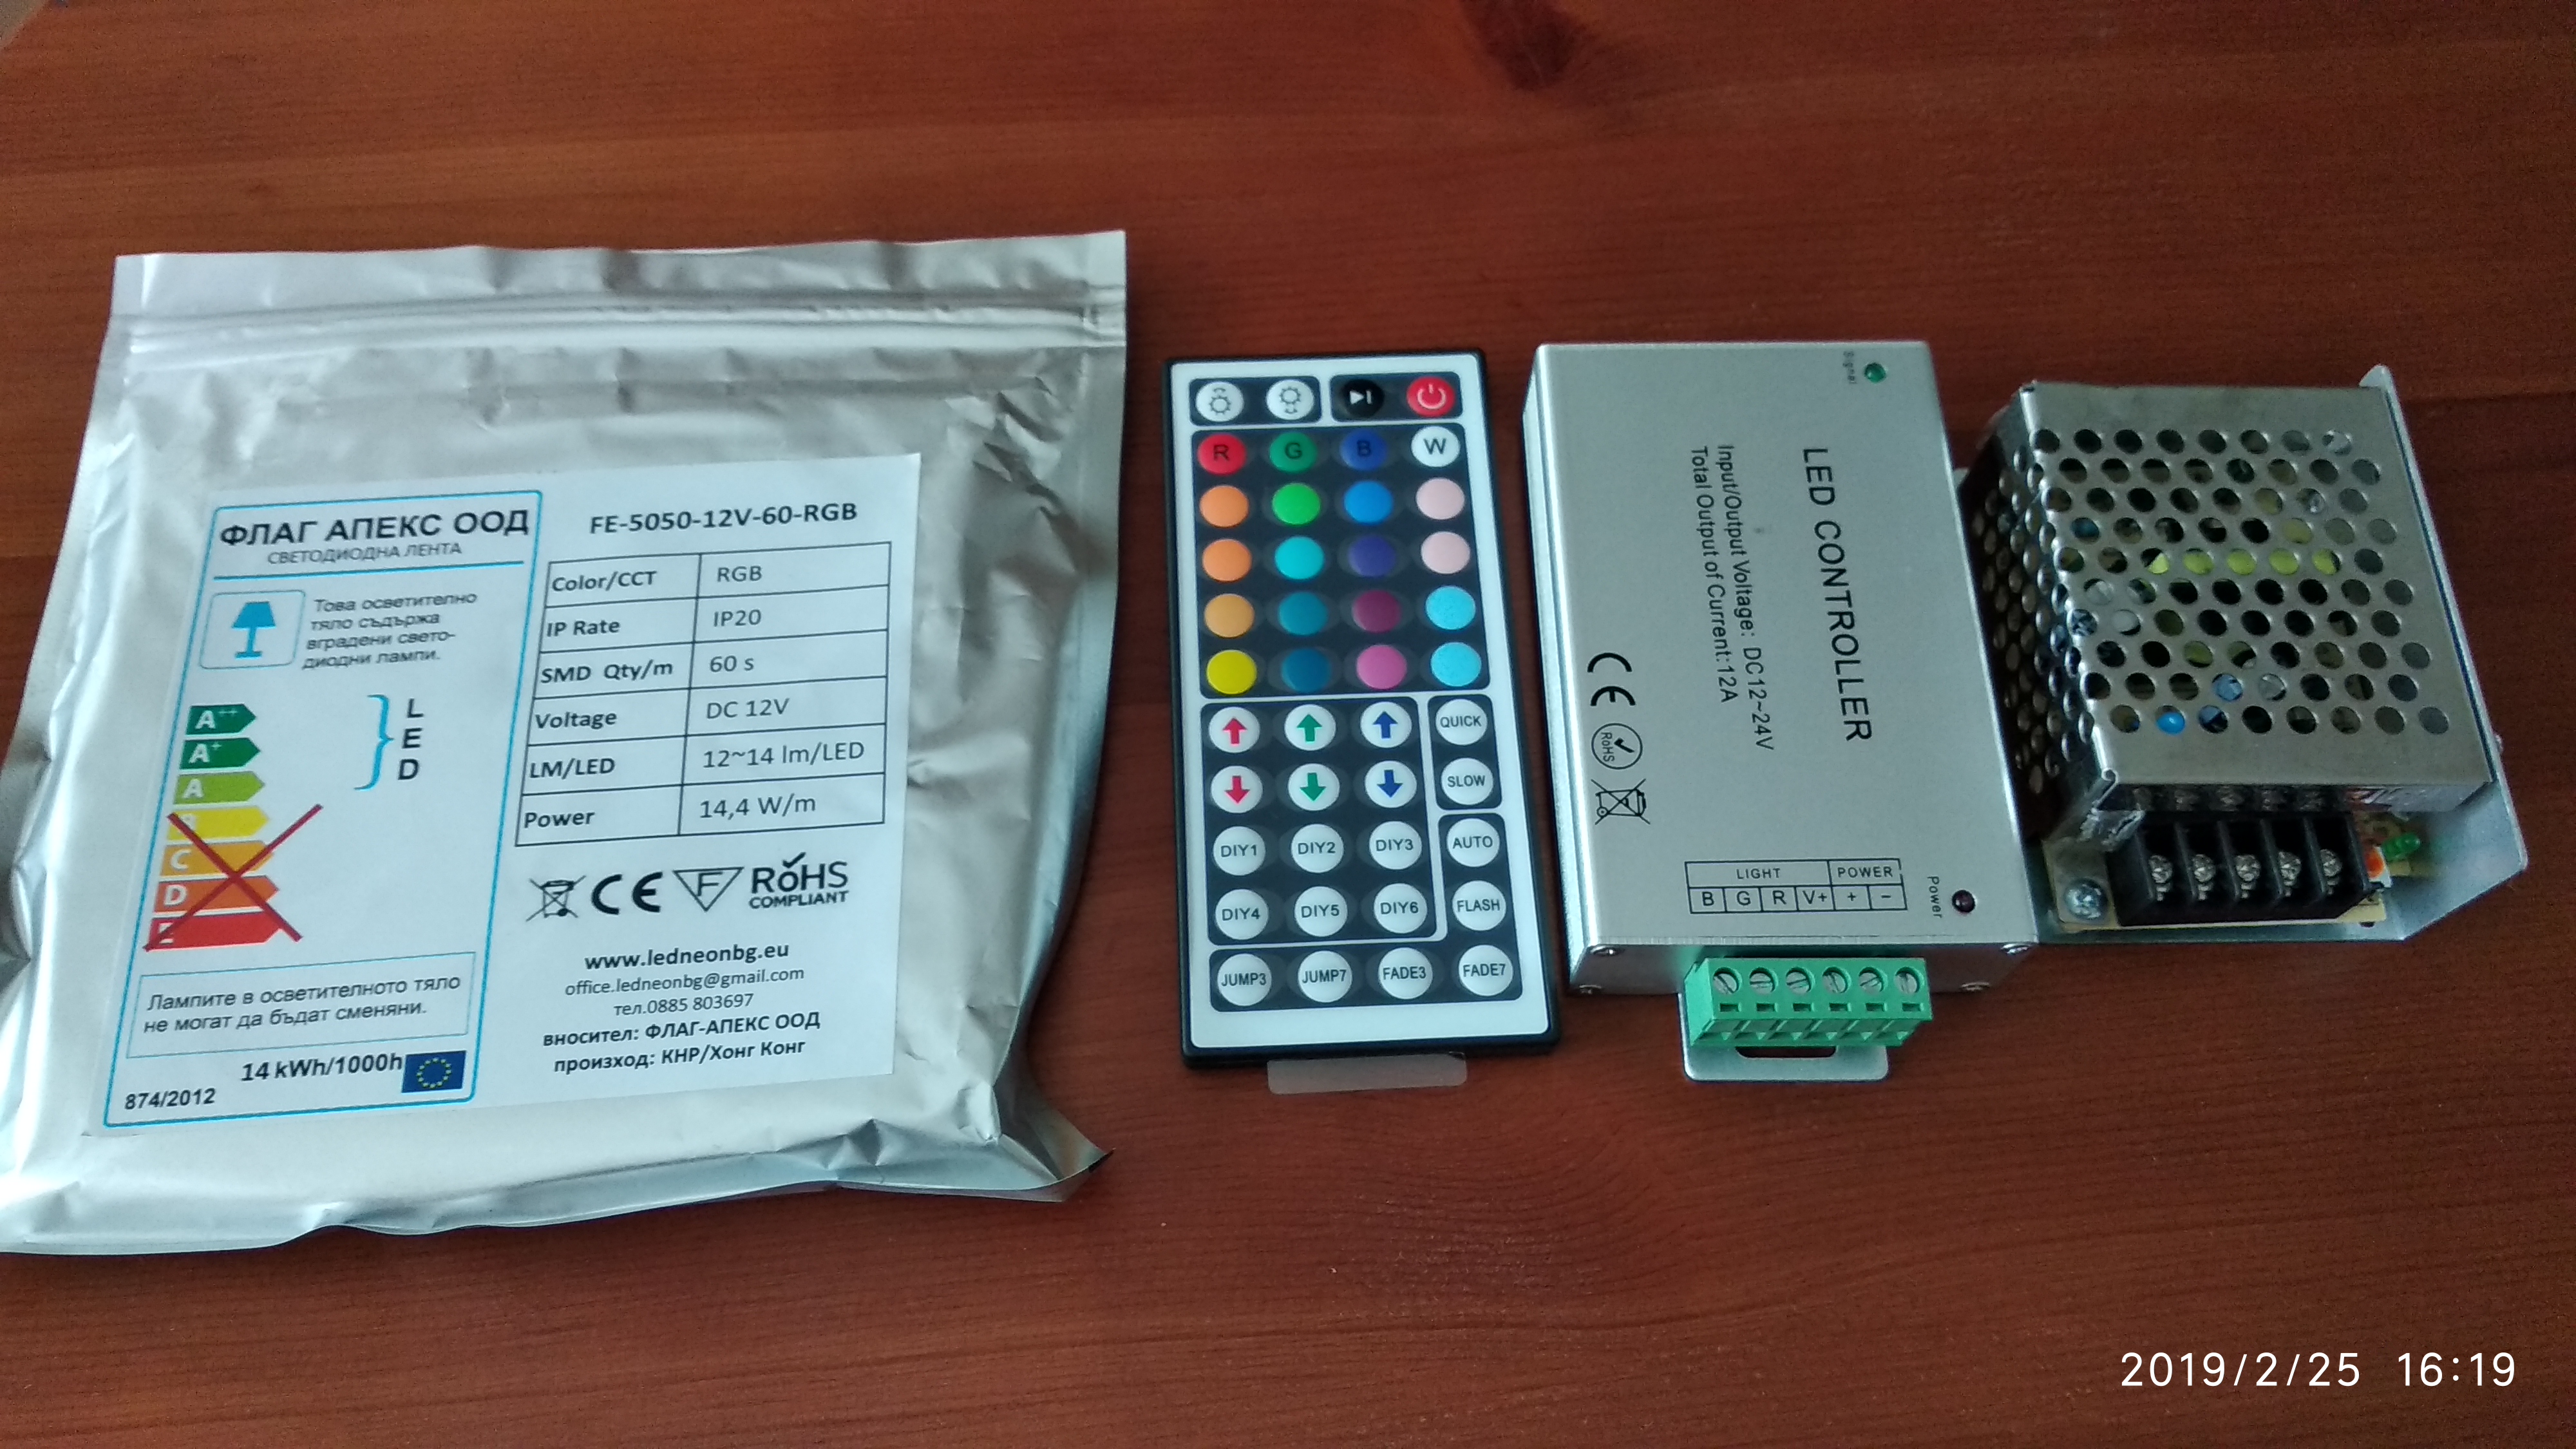 ФЛАГ АПЕКС ООД
СВЕТОДИОДНА ЛЕНТА
Това осветително
тяло съдържа
вградени свето-
диодни лампи.
A++
A+
A
B
C
D
E
L
E
D
Лампите в осветителното тяло
не могат да бъдат сменяни.
14 kWh/1000h
874/2012
FE-5050-12V-60-RGB
Color/CCT RGB
IP Rate IP20
SMD Qty/m 60 s
Voltage DC 12V
LM/LED 12~14 lm/LED
Power 14,4 W/m
CE F RoHS
COMPLIANT
www.ledneonbg.eu
office.ledneonbg@gmail.com
тел.0885 803697
вносител: ФЛАГ-АПЕКС ООД
произход: КНР/Хонг Конг
R G B W
QUICK
SLOW
DIY1 DIY2 DIY3 AUTO
DIY4 DIY5 DIY6 FLASH
JUMP3 JUMP7 FADE3 FADE7
Signal
LED CONTROLLER
Input/Output Voltage: DC12~24V
Total Output of Current:12A
CE
RoHS
LIGHT POWER
B G R V+ + −
Power
2019/2/25 16:19